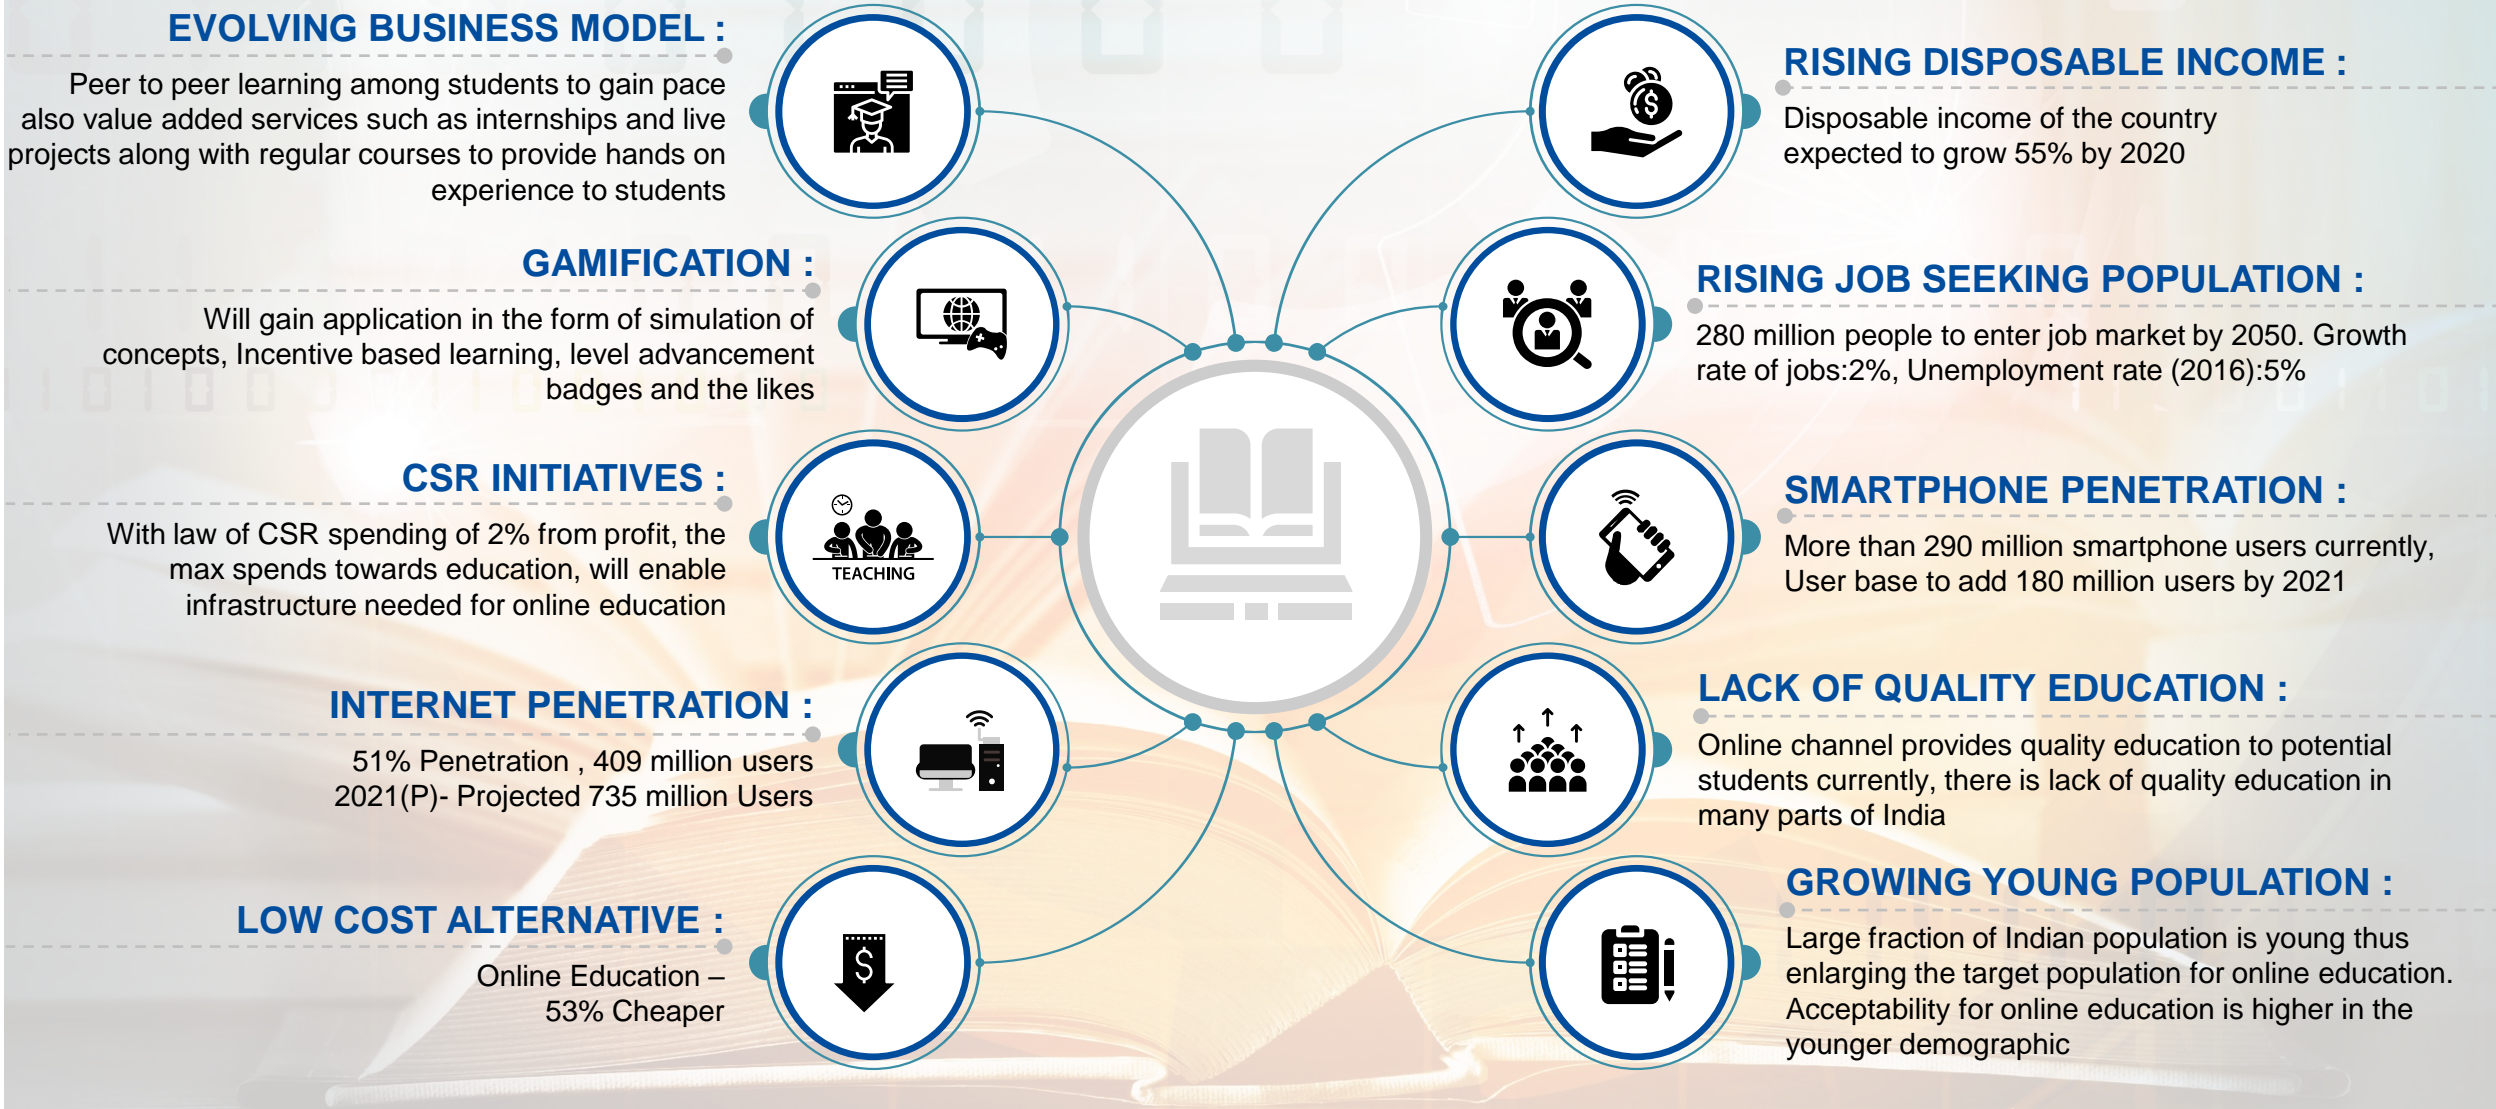 EVOLVING BUSINESS MODEL :
Peer to peer learning among students to gain pace
also value added services such as internships and live
projects along with regular courses to provide hands on
experience to students
GAMIFICATION :
Will gain application in the form of simulation of
concepts, Incentive based learning, level advancement
badges and the likes
CSR INITIATIVES :
With law of CSR spending of 2% from profit, the
max spends towards education, will enable
infrastructure needed for online education
TEACHING
INTERNET PENETRATION :
51% Penetration , 409 million users
2021(P)- Projected 735 million Users
LOW COST ALTERNATIVE :
Online Education –
53% Cheaper
RISING DISPOSABLE INCOME :
Disposable income of the country
expected to grow 55% by 2020
RISING JOB SEEKING POPULATION :
280 million people to enter job market by 2050. Growth
rate of jobs:2%, Unemployment rate (2016):5%
SMARTPHONE PENETRATION :
More than 290 million smartphone users currently,
User base to add 180 million users by 2021
LACK OF QUALITY EDUCATION :
Online channel provides quality education to potential
students currently, there is lack of quality education in
many parts of India
GROWING YOUNG POPULATION :
Large fraction of Indian population is young thus
enlarging the target population for online education.
Acceptability for online education is higher in the
younger demographic